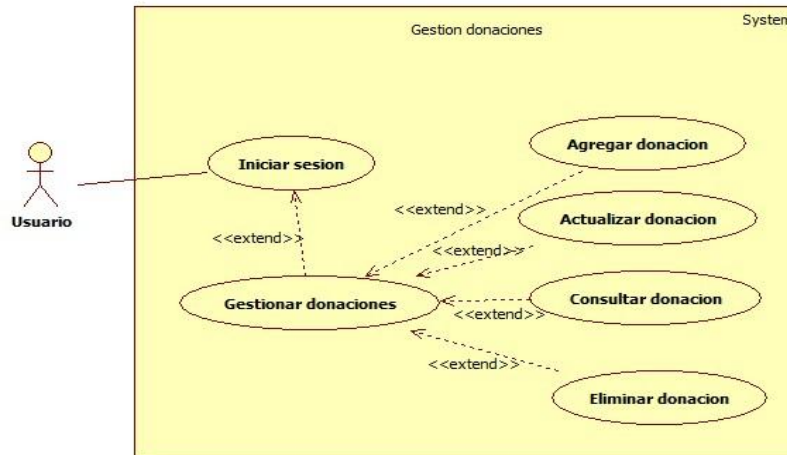 System
Gestion donaciones
Agregar donacion
Iniciar sesion
<<extend>>
Actualizar donacion
Usuario
<<extend>>
<<extend>>
Gestionar donaciones
Consultar donacion
<<extend>>
<<extend>>
Eliminar donacion